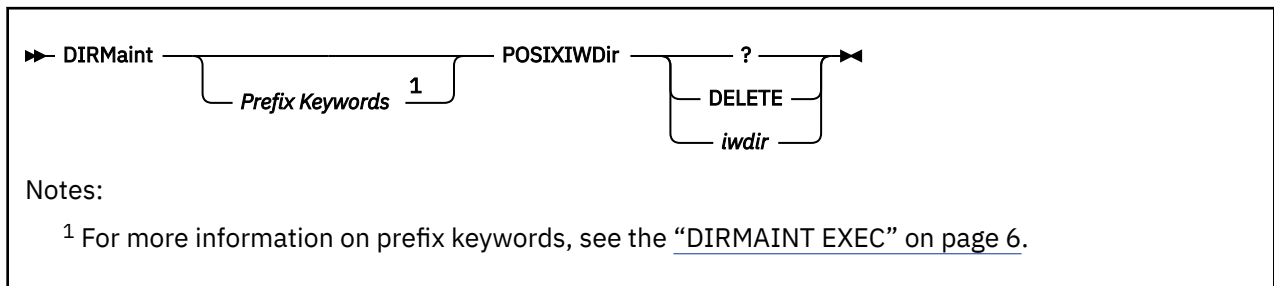 DIRMaint Prefix Keywords 1 POSIXIWDir ?
DELETE
iwdir
Notes:
1 For more information on prefix keywords, see the “DIRMAINT EXEC” on page 6.